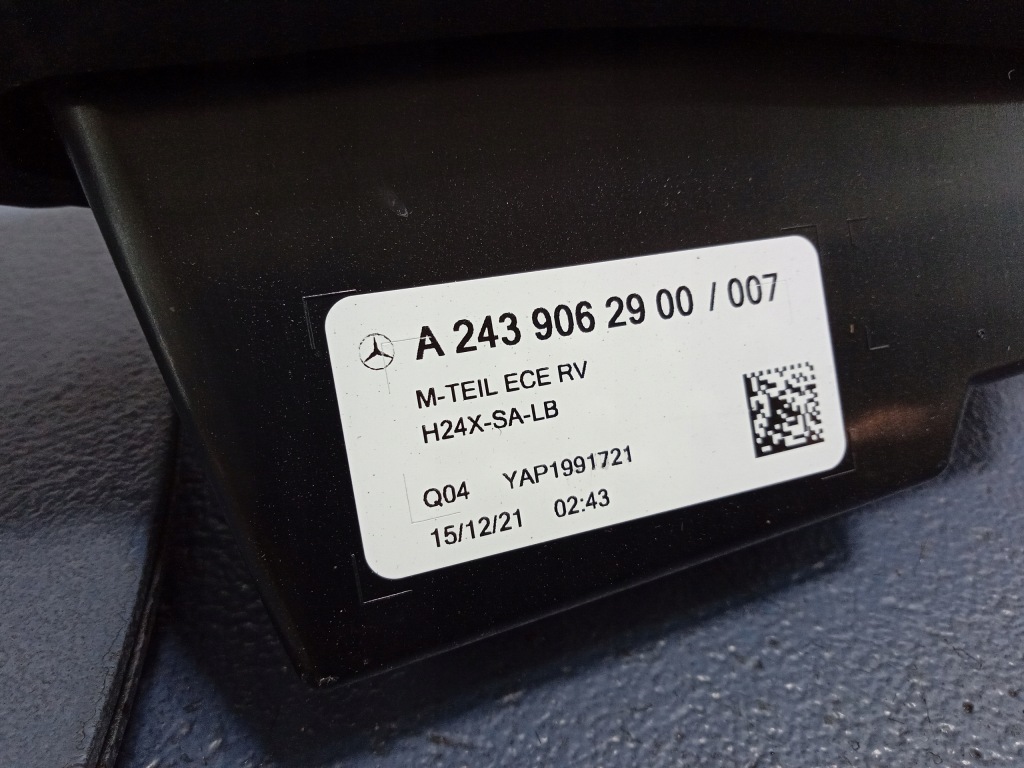 A 243 906 29 00 / 007
M-TEIL ECE RV
H24X-SA-LB
Q04 YAP1991721
15/12/21 02:43